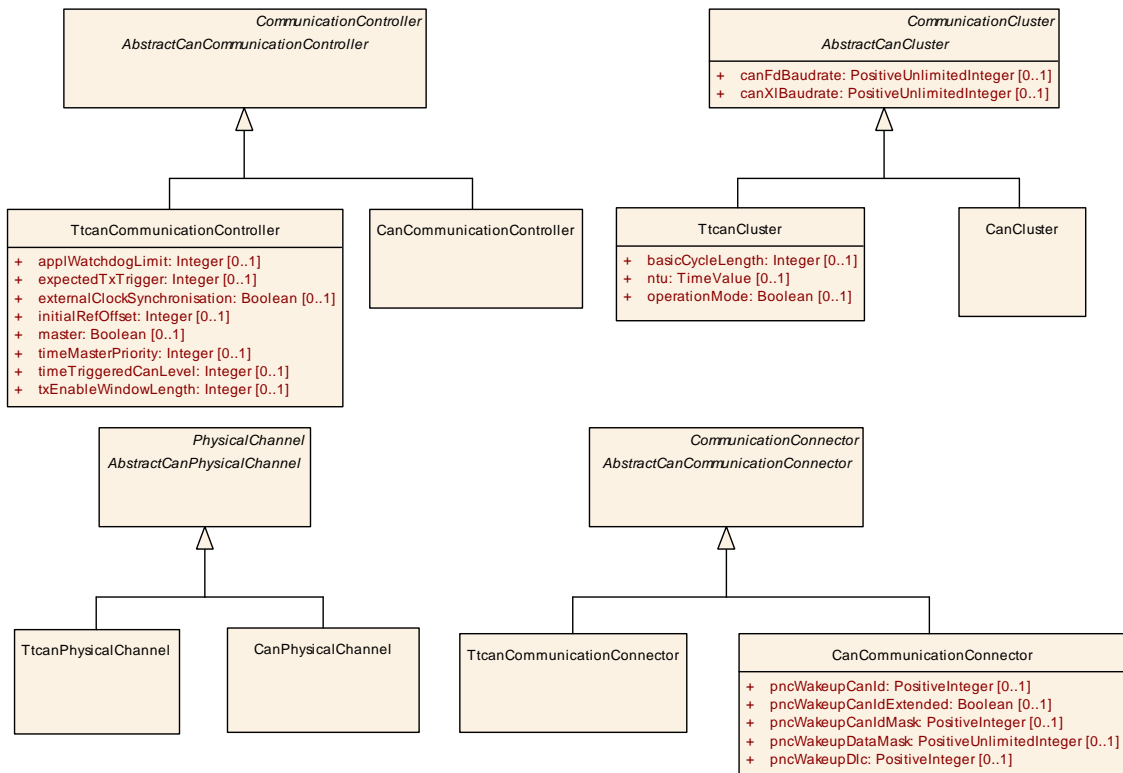 CommunicationController
AbstractCanCommunicationController
CommunicationCluster
AbstractCanCluster
+ canFdBaudrate: PositiveUnlimitedInteger [0..1]
+ canXlBaudrate: PositiveUnlimitedInteger [0..1]
TtcanCommunicationController
+ applWatchdogLimit: Integer [0..1]
+ expectedTxTrigger: Integer [0..1]
+ externalClockSynchronisation: Boolean [0..1]
+ initialRefOffset: Integer [0..1]
+ master: Boolean [0..1]
+ timeMasterPriority: Integer [0..1]
+ timeTriggeredCanLevel: Integer [0..1]
+ txEnableWindowLength: Integer [0..1]
CanCommunicationController
TtcanCluster
+ basicCycleLength: Integer [0..1]
+ ntu: TimeValue [0..1]
+ operationMode: Boolean [0..1]
CanCluster
PhysicalChannel
AbstractCanPhysicalChannel
CommunicationConnector
AbstractCanCommunicationConnector
TtcanPhysicalChannel
CanPhysicalChannel
TtcanCommunicationConnector
CanCommunicationConnector
+ pncWakeupCanId: PositiveInteger [0..1]
+ pncWakeupCanIdExtended: Boolean [0..1]
+ pncWakeupCanIdMask: PositiveInteger [0..1]
+ pncWakeupDataMask: PositiveUnlimitedInteger [0..1]
+ pncWakeupDlc: PositiveInteger [0..1]